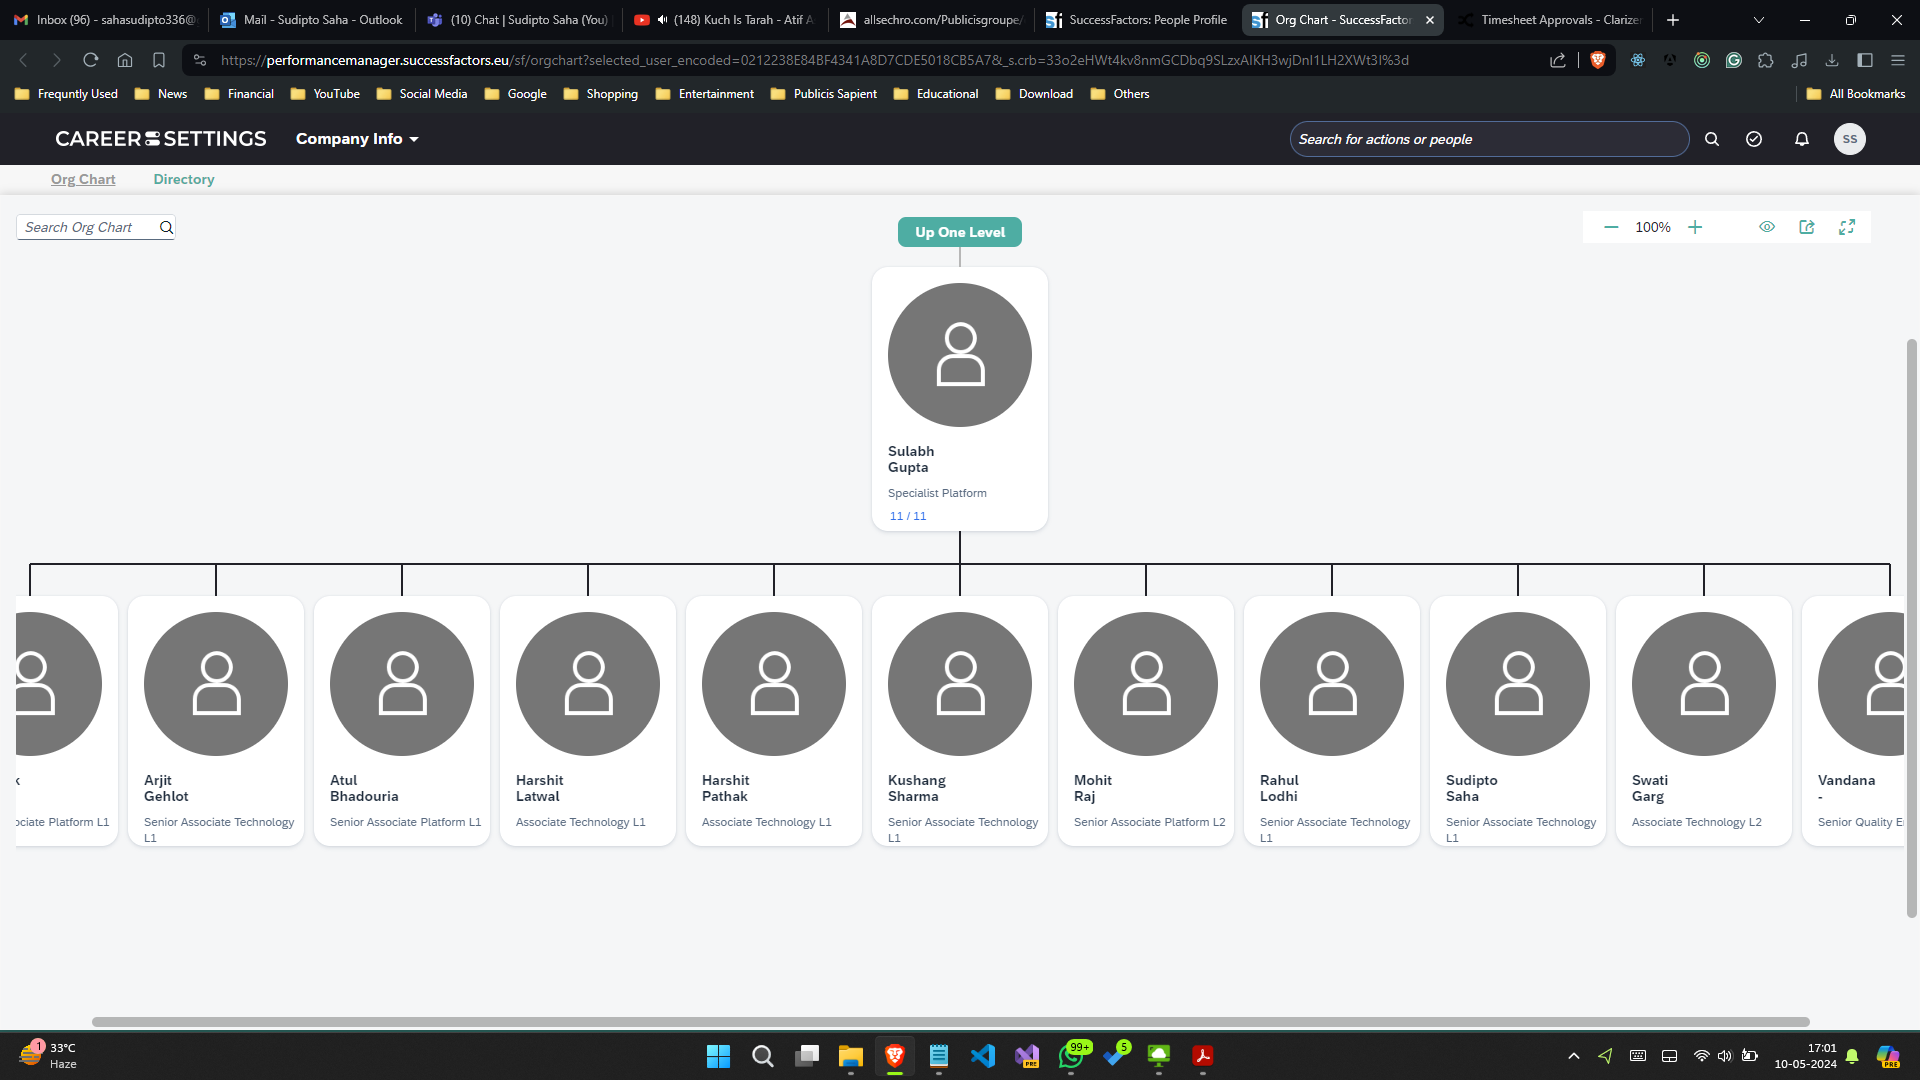 Inbox (96) - sahasudipto336@
Mail - Sudipto Saha - Outlook
(10) Chat | Sudipto Saha (You)
(148) Kuch Is Tarah - Atif A
allsechro.com/Publicisgroupe/
SuccessFactors: People Profile
Org Chart - SuccessFactor
Timesheet Approvals - Clarizen
https://performancemanager.successfactors.eu/sf/orgchart?selected_user_encoded=0212238E84BF4341A8D7CDE5018CB5A7&_s.crb=33o2eHWt4kv8nmGCDbq9SLzxAIKH3wjDnI1LH2XWt3I%3d
Frequntly Used
News
Financial
YouTube
Social Media
Google
Shopping
Entertainment
Publicis Sapient
Educational
Download
Others
All Bookmarks
CAREER SETTINGS
Company Info
Search for actions or people
SS
Org Chart
Directory
Search Org Chart
Up One Level
100%
Sulabh
Gupta
Specialist Platform
11 / 11
k
ociate Platform L1
Arjit
Gehlot
Senior Associate Technology
L1
Atul
Bhadouria
Senior Associate Platform L1
Harshit
Latwal
Associate Technology L1
Harshit
Pathak
Associate Technology L1
Kushang
Sharma
Senior Associate Technology
L1
Mohit
Raj
Senior Associate Platform L2
Rahul
Lodhi
Senior Associate Technology
L1
Sudipto
Saha
Senior Associate Technology
L1
Swati
Garg
Associate Technology L2
Vandana
-
Senior Quality E
1
33°C
Haze
PRE
99+
5
17:01
10-05-2024
PRE